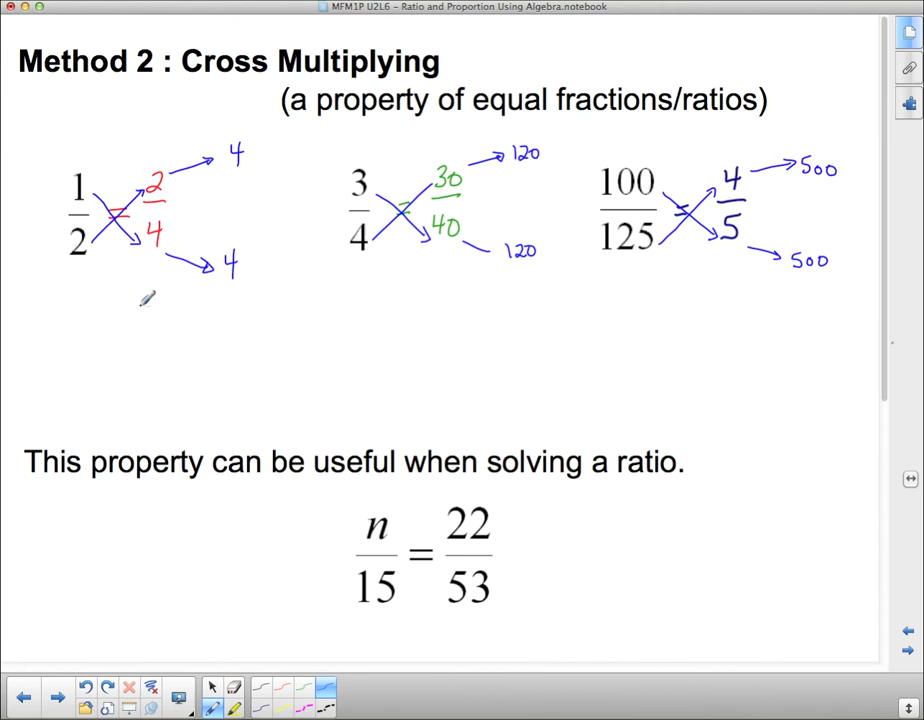 MFM1P U2L6 - Ratio and Proportion Using Algebra.notebook
Method 2 : Cross Multiplying
(a property of equal fractions/ratios)
1/2 = 2/4 4 4
3/4 = 30/40 120 120
100/125 = 4/5 500 500
This property can be useful when solving a ratio.
n/15 = 22/53